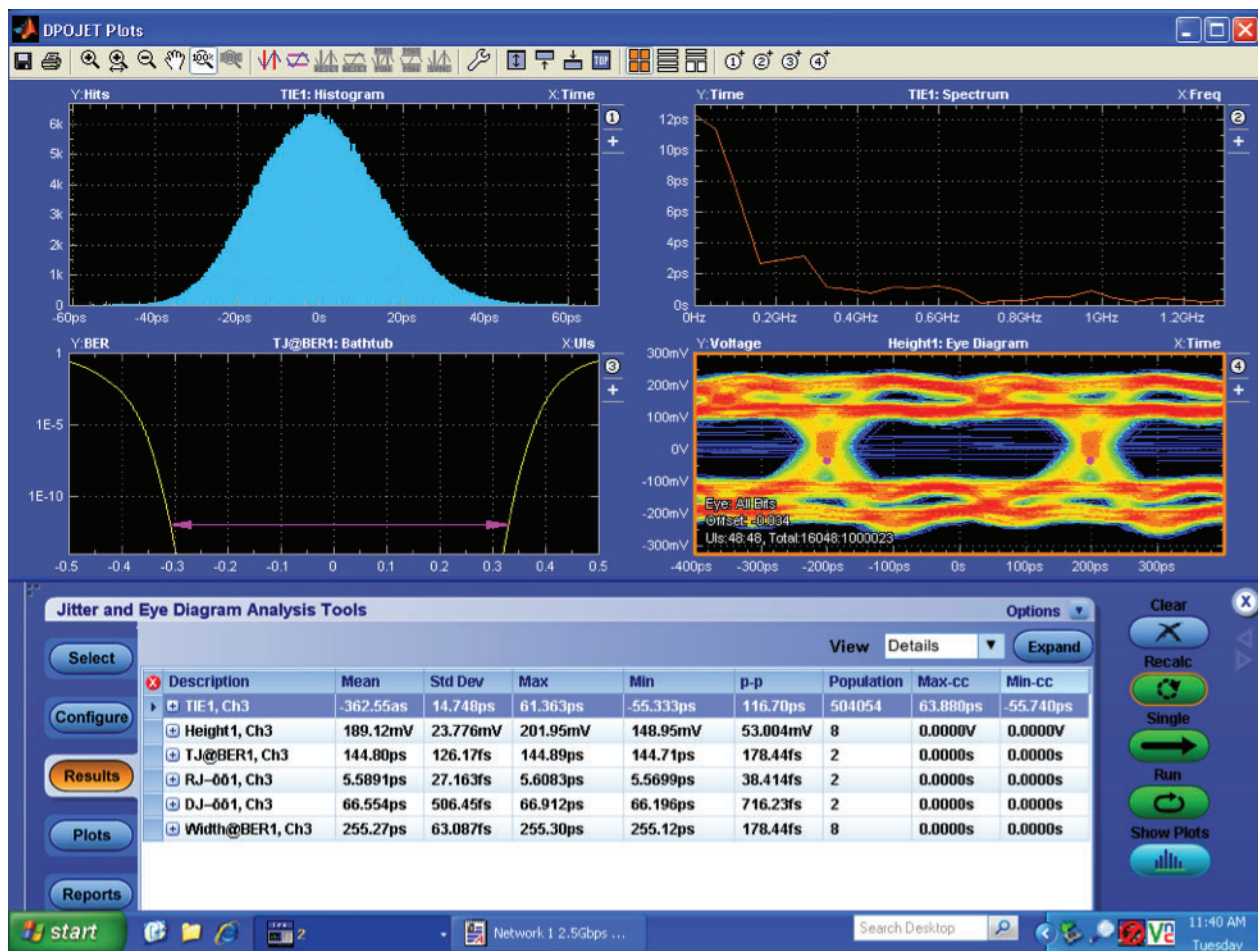 DPOJET Plots
Y:Hits TIE1: Histogram X:Time
6k
5k
4k
3k
2k
1k
0
-60ps -40ps -20ps 0s 20ps 40ps 60ps
1
Y:Time TIE1: Spectrum X:Freq
12ps
10ps
8ps
6ps
4ps
2ps
0s
0Hz 0.2GHz 0.4GHz 0.6GHz 0.8GHz 1GHz 1.2GHz
2
Y:BER TJ@BER1: Bathtub X:UIs
1
1E-5
1E-10
-0.5 -0.4 -0.3 -0.2 -0.1 0 0.1 0.2 0.3 0.4 0.5
3
Y:Voltage Height1: Eye Diagram X:Time
300mV
200mV
100mV
0V
-100mV
-200mV
-300mV
Eye: All Bits
Offset: -0.034
UIs:48:48, Total:16048:1000023
-400ps -300ps -200ps -100ps 0s 100ps 200ps 300ps
4
Jitter and Eye Diagram Analysis Tools Options
View Details Expand
Select
Configure
Results
Plots
Reports
Description Mean Std Dev Max Min p-p Population Max-cc Min-cc
TIE1, Ch3 -362.55as 14.748ps 61.363ps -55.333ps 116.70ps 504054 63.880ps -55.740ps
Height1, Ch3 189.12mV 23.776mV 201.95mV 148.95mV 53.004mV 8 0.0000V 0.0000V
TJ@BER1, Ch3 144.80ps 126.17fs 144.89ps 144.71ps 178.44fs 2 0.0000s 0.0000s
RJ-δδ1, Ch3 5.5891ps 27.163fs 5.6083ps 5.5699ps 38.414fs 2 0.0000s 0.0000s
DJ-δδ1, Ch3 66.554ps 506.45fs 66.912ps 66.196ps 716.23fs 2 0.0000s 0.0000s
Width@BER1, Ch3 255.27ps 63.087fs 255.30ps 255.12ps 178.44fs 8 0.0000s 0.0000s
Clear
Recalc
Single
Run
Show Plots
start 2 Network 1 2.5Gbps ... Search Desktop 11:40 AM
Tuesday